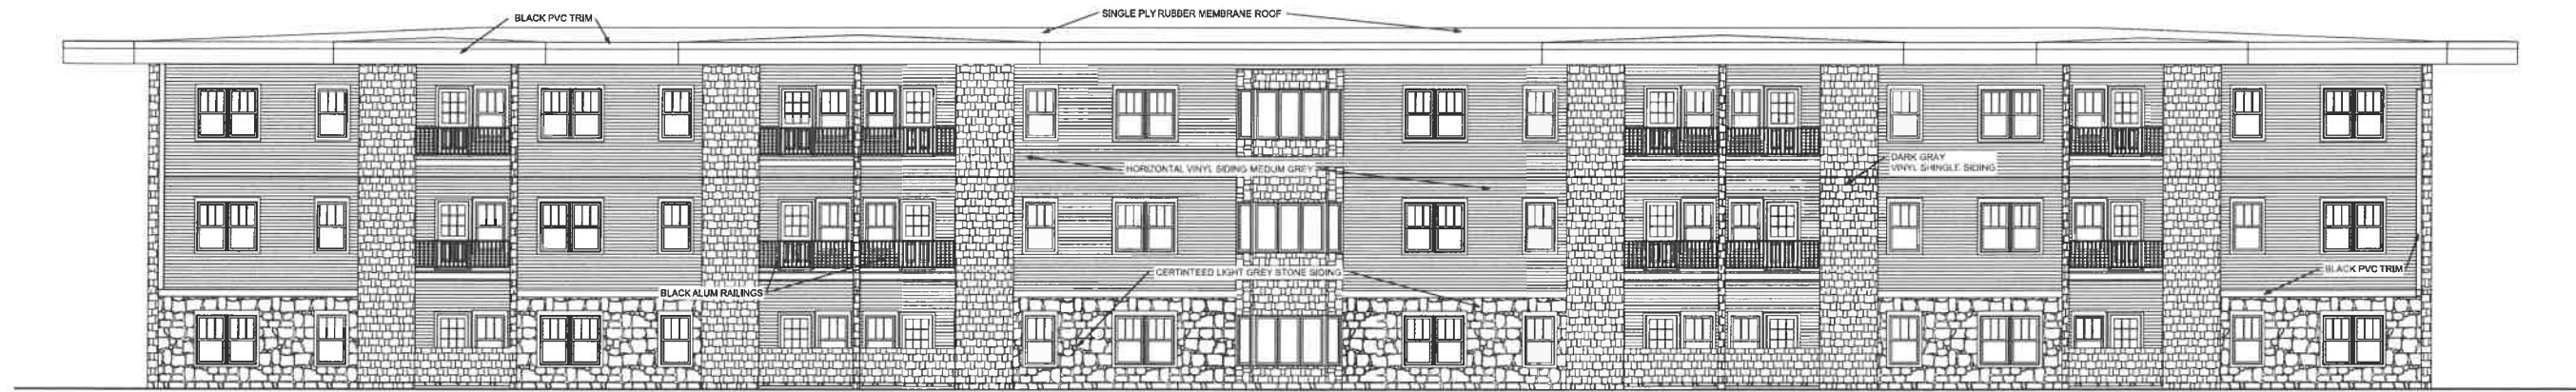 BLACK PVC TRIM
SINGLE PLY RUBBER MEMBRANE ROOF
HORIZONTAL VINYL SIDING MEDUM GREY
DARK GRAY
VINYL SHINGLE SIDING
CERTINTEED LIGHT GREY STONE SIDING
BLACK PVC TRIM
BLACK ALUM RAILINGS